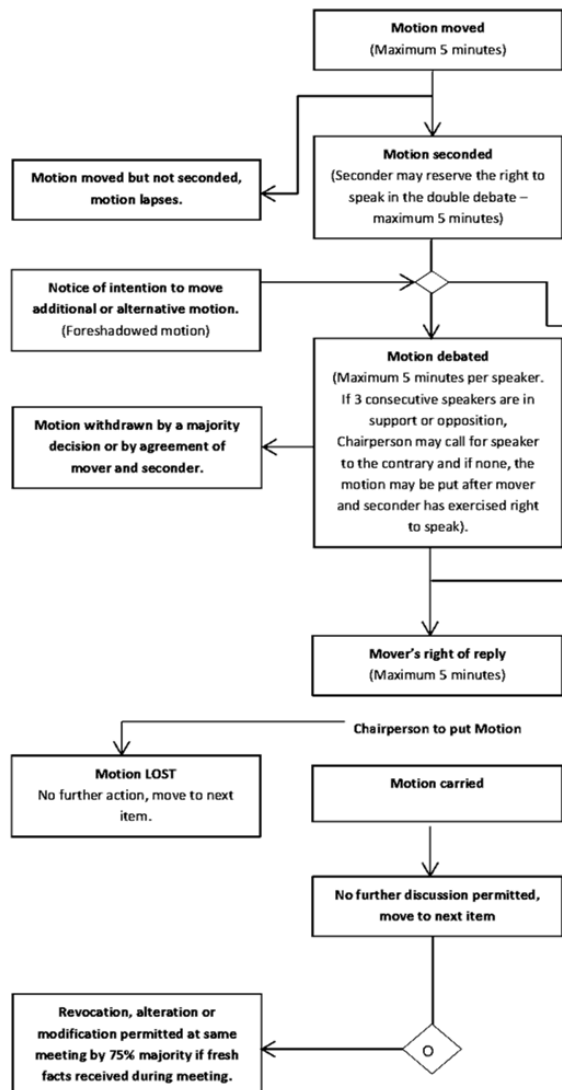 Motion moved
(Maximum 5 minutes)
Motion seconded
(Seconder may reserve the right to
speak in the double debate –
maximum 5 minutes)
Motion moved but not seconded,
motion lapses.
Notice of intention to move
additional or alternative motion.
(Foreshadowed motion)
Motion debated
(Maximum 5 minutes per speaker.
If 3 consecutive speakers are in
support or opposition,
Chairperson may call for speaker
to the contrary and if none, the
motion may be put after mover
and seconder has exercised right
to speak).
Motion withdrawn by a majority
decision or by agreement of
mover and seconder.
Mover’s right of reply
(Maximum 5 minutes)
Chairperson to put Motion
Motion LOST
No further action, move to next
item.
Motion carried
No further discussion permitted,
move to next item
Revocation, alteration or
modification permitted at same
meeting by 75% majority if fresh
facts received during meeting.
O